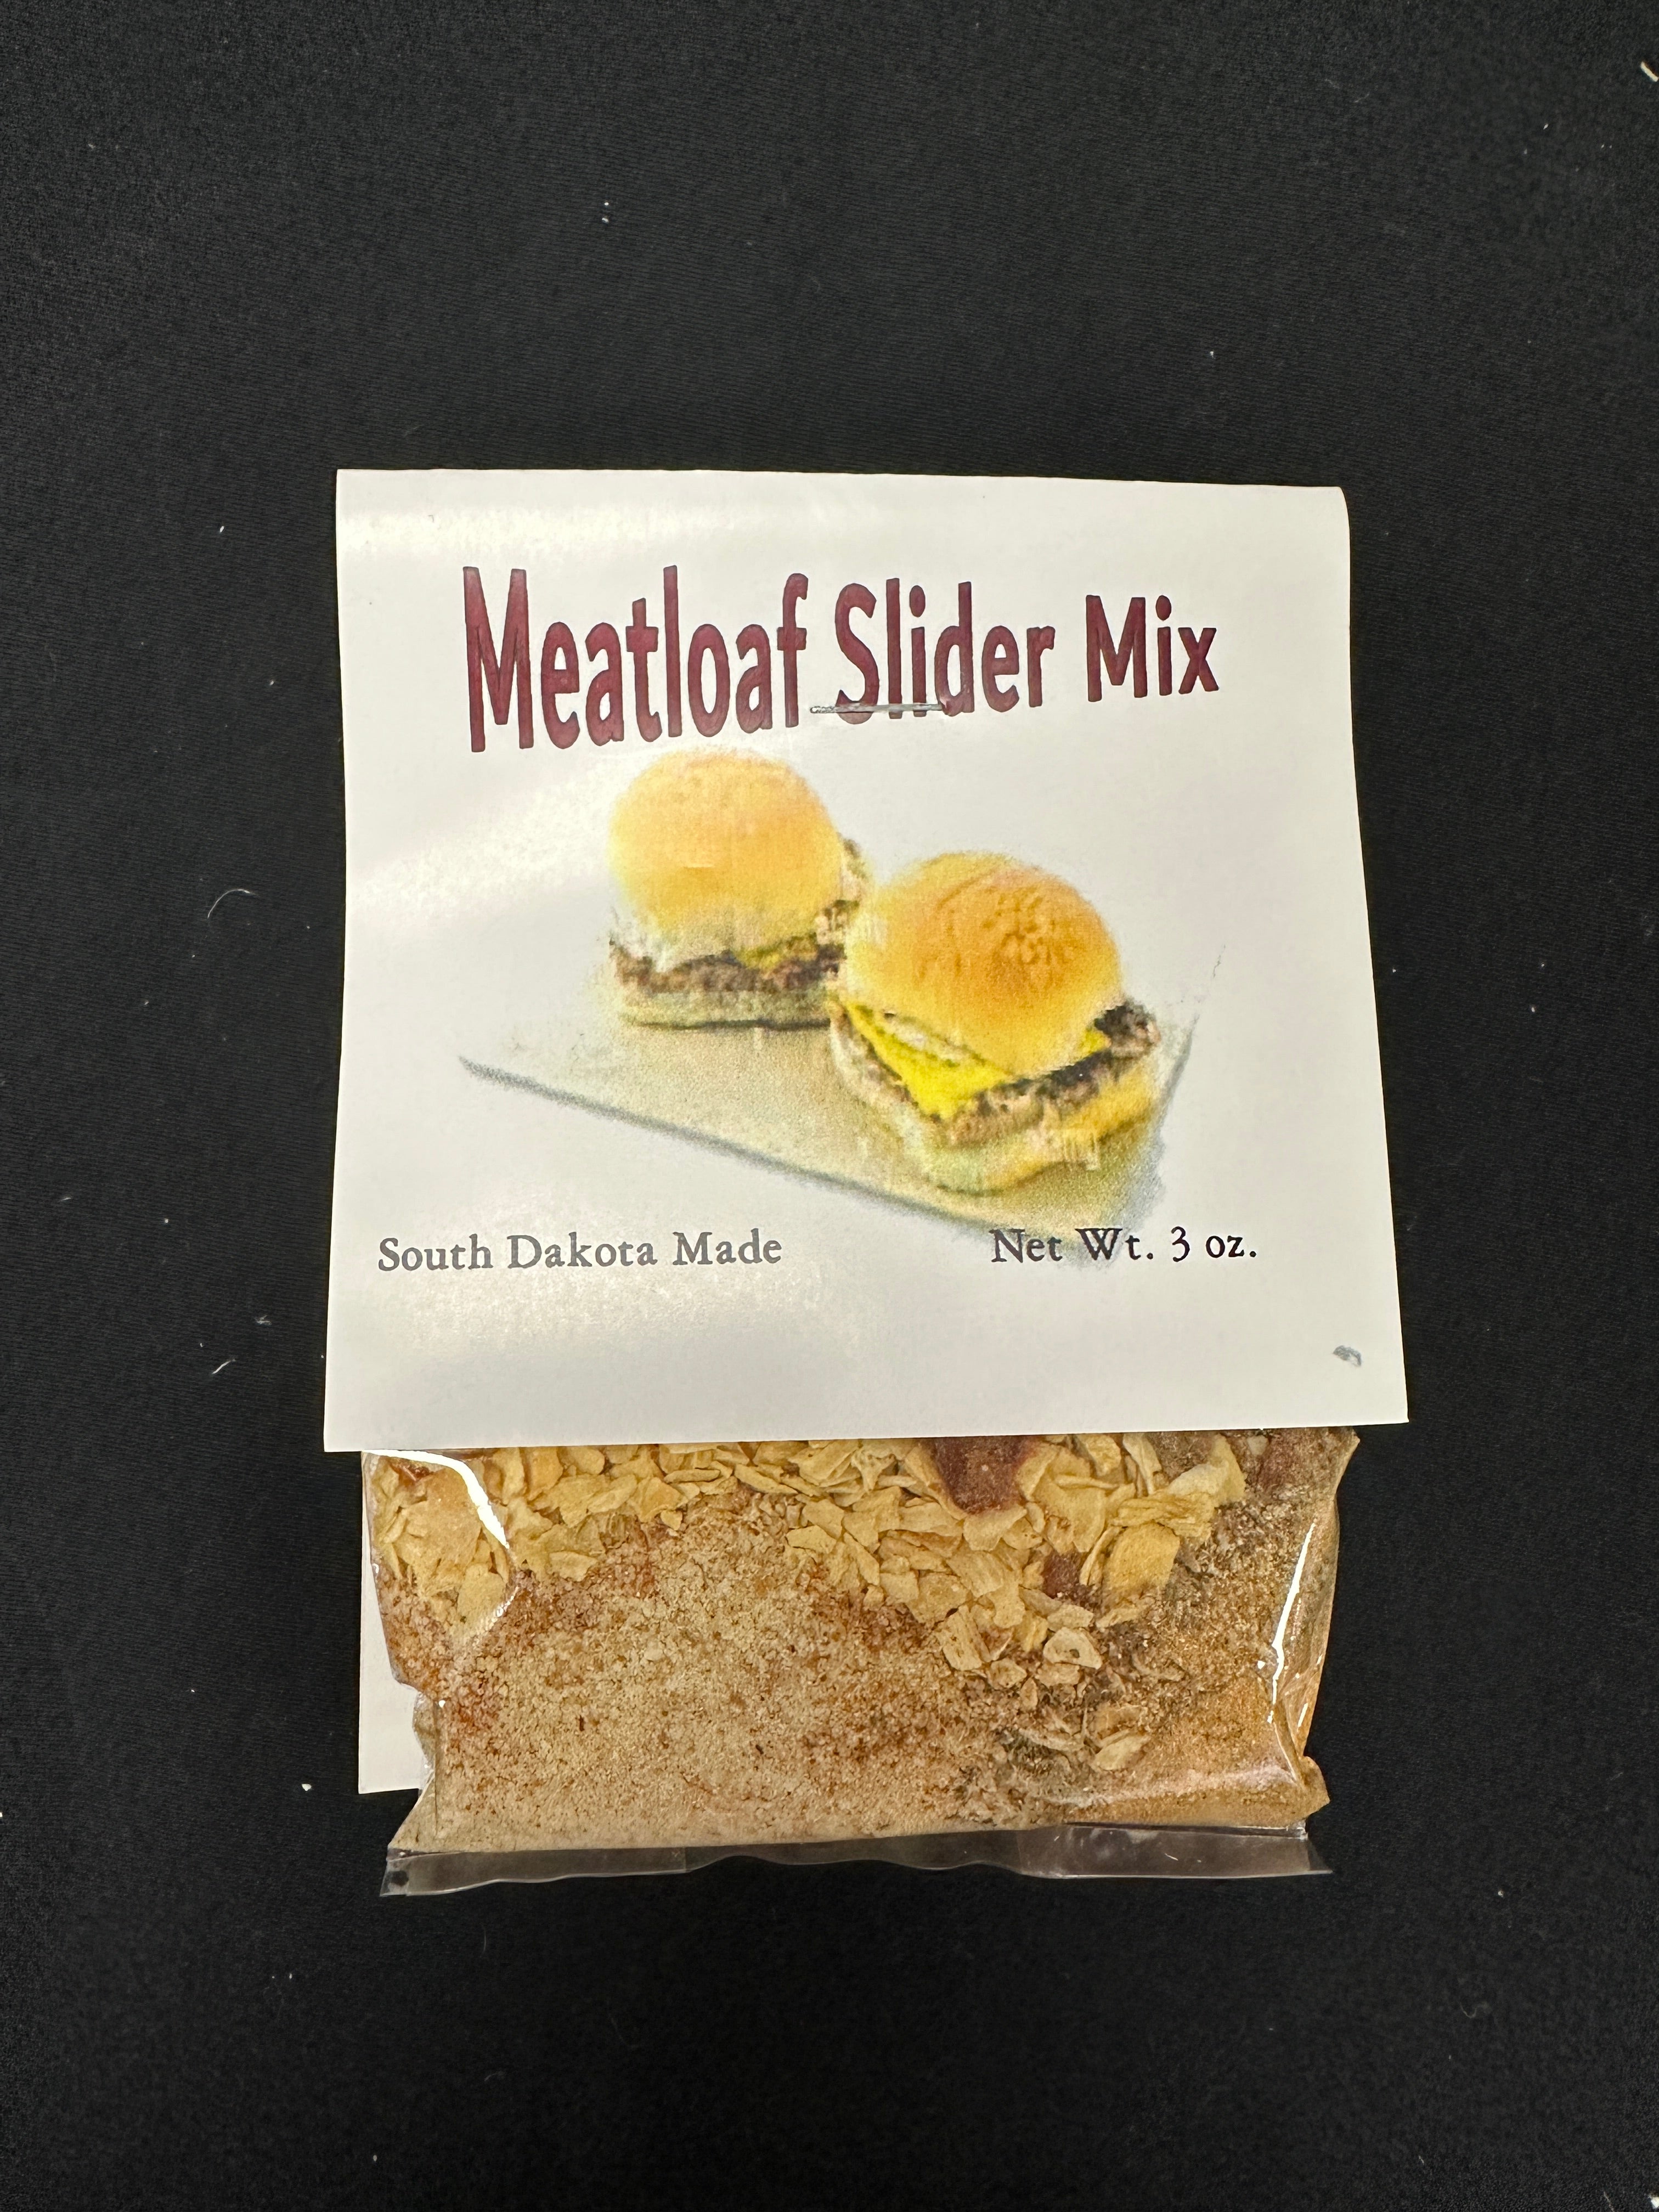 Meatloaf Slider Mix
South Dakota Made
Net Wt. 3 oz.